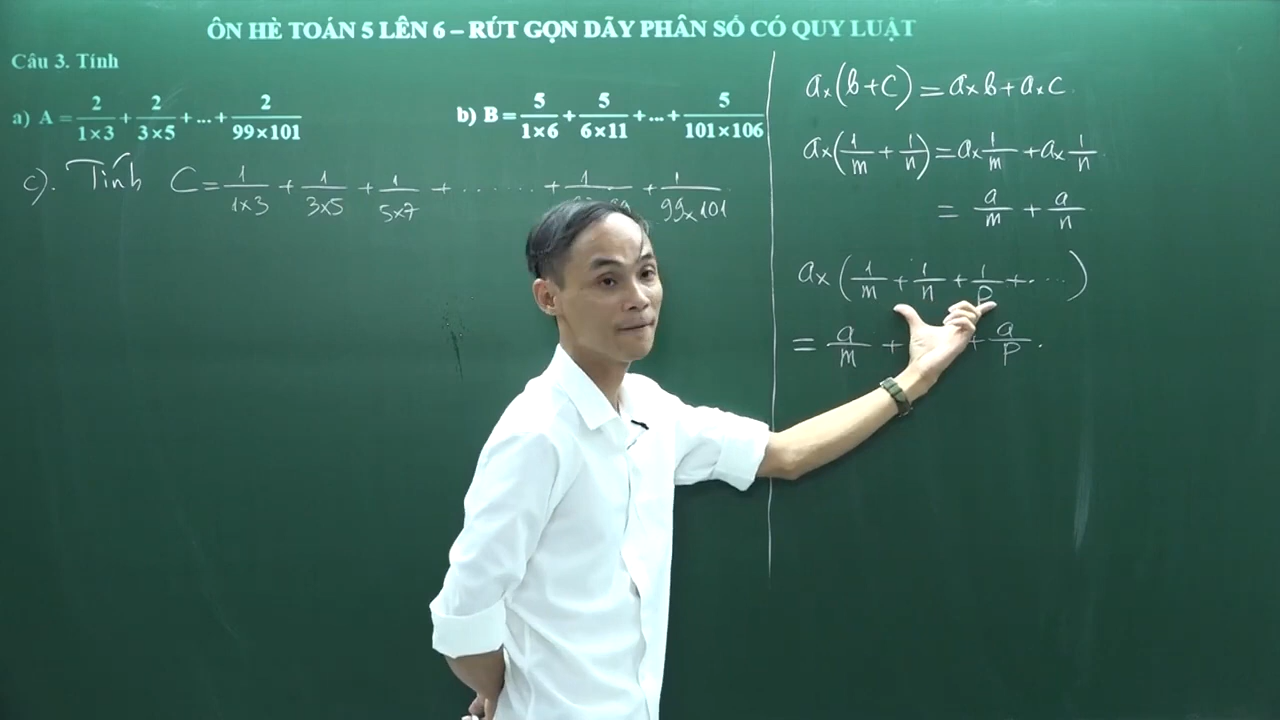 ÔN HÈ TOÁN 5 LÊN 6 – RÚT GỌN DÃY PHÂN SỐ CÓ QUY LUẬT
Câu 3. Tính
a) A = 2/(1×3) + 2/(3×5) + ... + 2/(99×101)
b) B = 5/(1×6) + 5/(6×11) + ... + 5/(101×106)
c). Tính C = 1/(1×3) + 1/(3×5) + 1/(5×7) + ........ + 1/ + 1/(99×101)
a×(b+c) = a×b + a×c.
a×(1/m + 1/n) = a×1/m + a×1/n.
= a/m + a/n
a×(1/m + 1/n + 1/p + ....)
= a/m + + a/p .